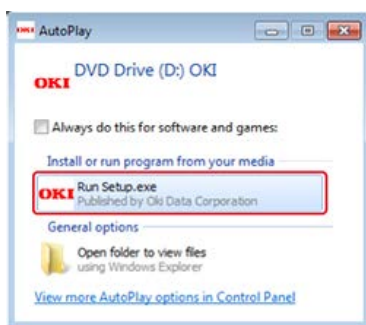 AutoPlay
DVD Drive (D:) OKI
OKI
Always do this for software and games:
Install or run program from your media
OKI Run Setup.exe
Published by Oki Data Corporation
General options
Open folder to view files
using Windows Explorer
View more AutoPlay options in Control Panel